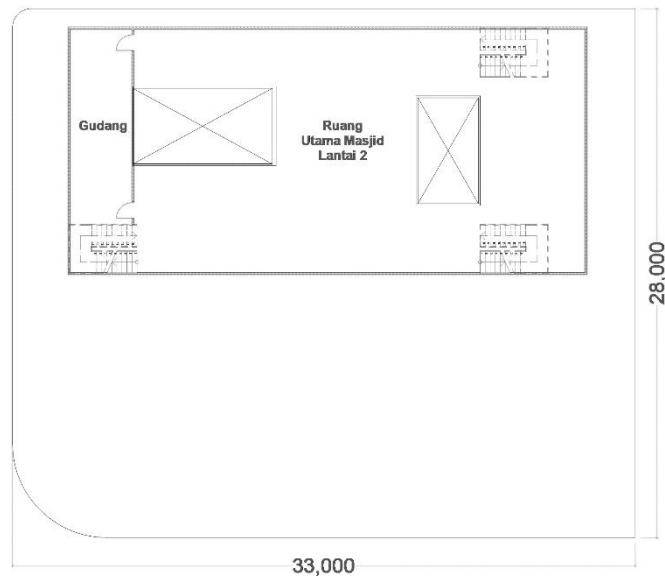 Gudang
Ruang
Utama Masjid
Lantai 2
28,000
33,000